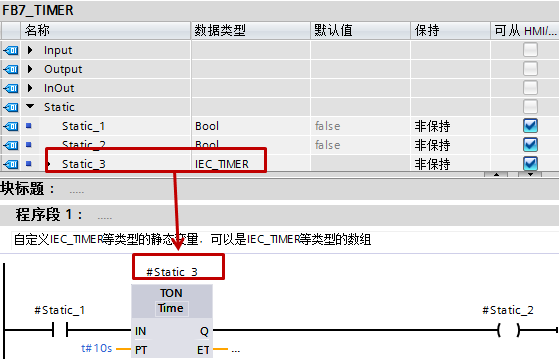 FB7_TIMER
名称 数据类型 默认值 保持 可从 HMI/...
Input
Output
InOut
Static
Static_1 Bool false 非保持
Static_2 Bool false 非保持
Static_3 IEC_TIMER 非保持
块标题： .....
程序段 1： .....
自定义IEC_TIMER等类型的静态变量，可以是IEC_TIMER等类型的数组
#Static_3
TON
#Static_1 Time #Static_2
IN Q
t#10s PT ET ...